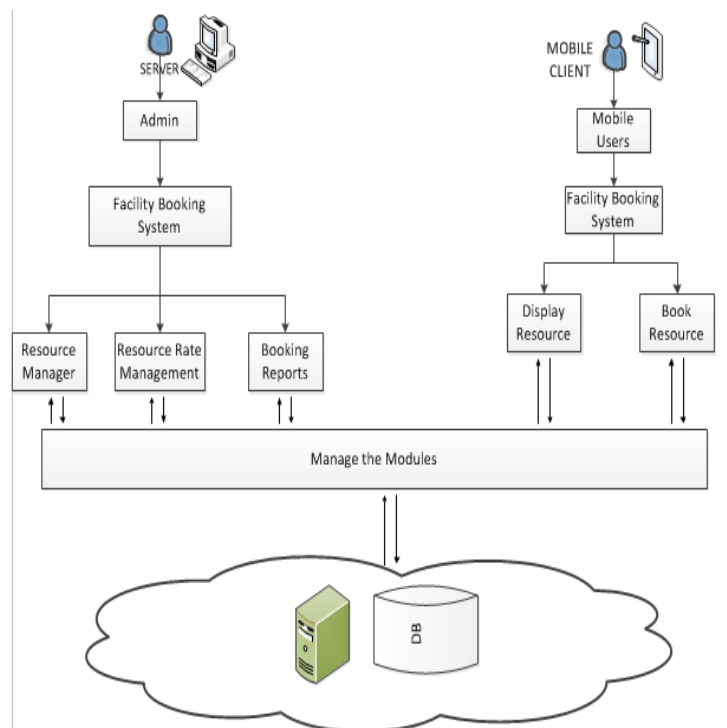 SERVER
MOBILE
CLIENT
Admin
Mobile
Users
Facility Booking
System
Facility Booking
System
Resource
Manager
Resource Rate
Management
Booking
Reports
Display
Resource
Book
Resource
Manage the Modules
DB